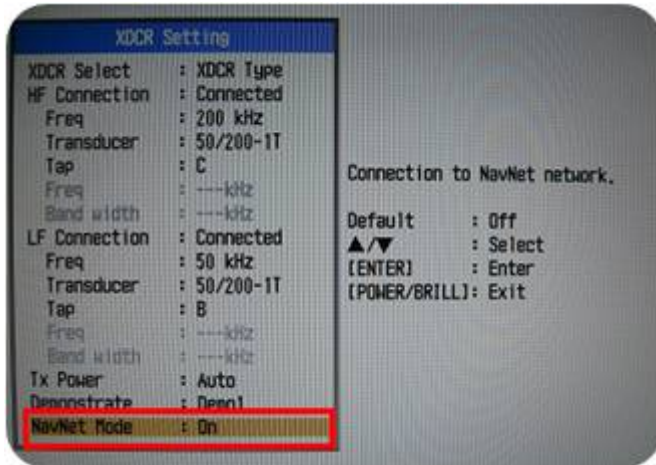 XDCR Setting
XDCR Select : XDCR Type
HF Connection : Connected
Freq : 200 kHz
Transducer : 50/200-1T
Tap : C
Freq : ---kHz
Band width : ---kHz
LF Connection : Connected
Freq : 50 kHz
Transducer : 50/200-1T
Tap : B
Freq : ---kHz
Band width : ---kHz
Tx Power : Auto
Demonstrate : Demo1
NavNet Mode : On
Connection to NavNet network.
Default : Off
▲/▼ : Select
[ENTER] : Enter
[POWER/BRILL]: Exit